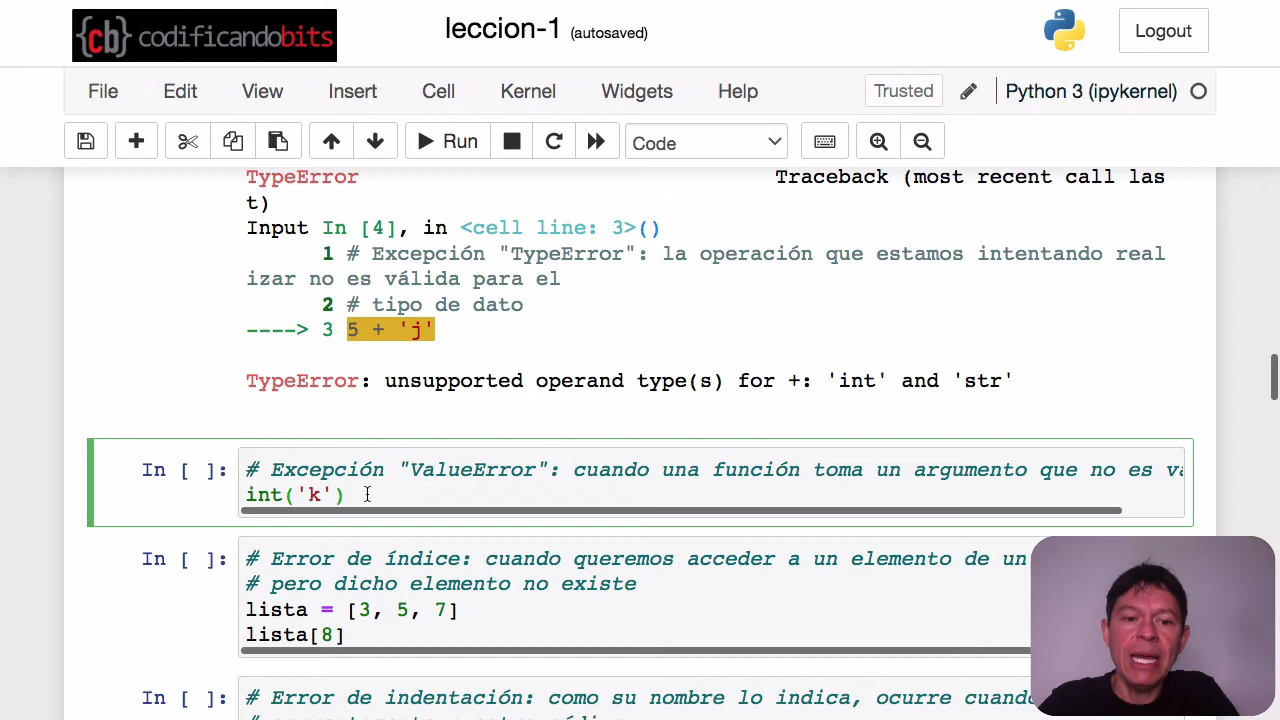 {cb} codificandobits
leccion-1 (autosaved)
Logout
File Edit View Insert Cell Kernel Widgets Help
Trusted
Python 3 (ipykernel)
Run
Code
TypeError Traceback (most recent call las
t)
Input In [4], in <cell line: 3>()
1 # Excepción "TypeError": la operación que estamos intentando real
izar no es válida para el
2 # tipo de dato
----> 3 5 + 'j'
TypeError: unsupported operand type(s) for +: 'int' and 'str'
In [ ]: # Excepción "ValueError": cuando una función toma un argumento que no es
int('k')
In [ ]: # Error de índice: cuando queremos acceder a un elemento de un
# pero dicho elemento no existe
lista = [3, 5, 7]
lista[8]
In [ ]: # Error de indentación: como su nombre lo indica, ocurre cuando